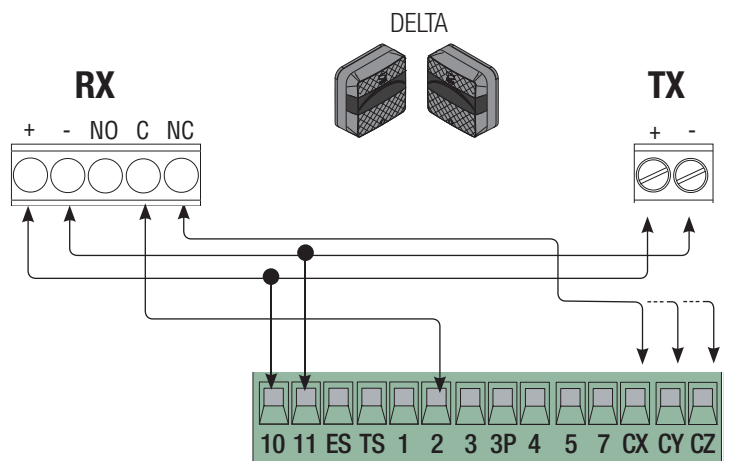 DELTA
RX
TX
+ - NO C NC
+ -
10 11 ES TS 1 2 3 3P 4 5 7 CX CY CZ